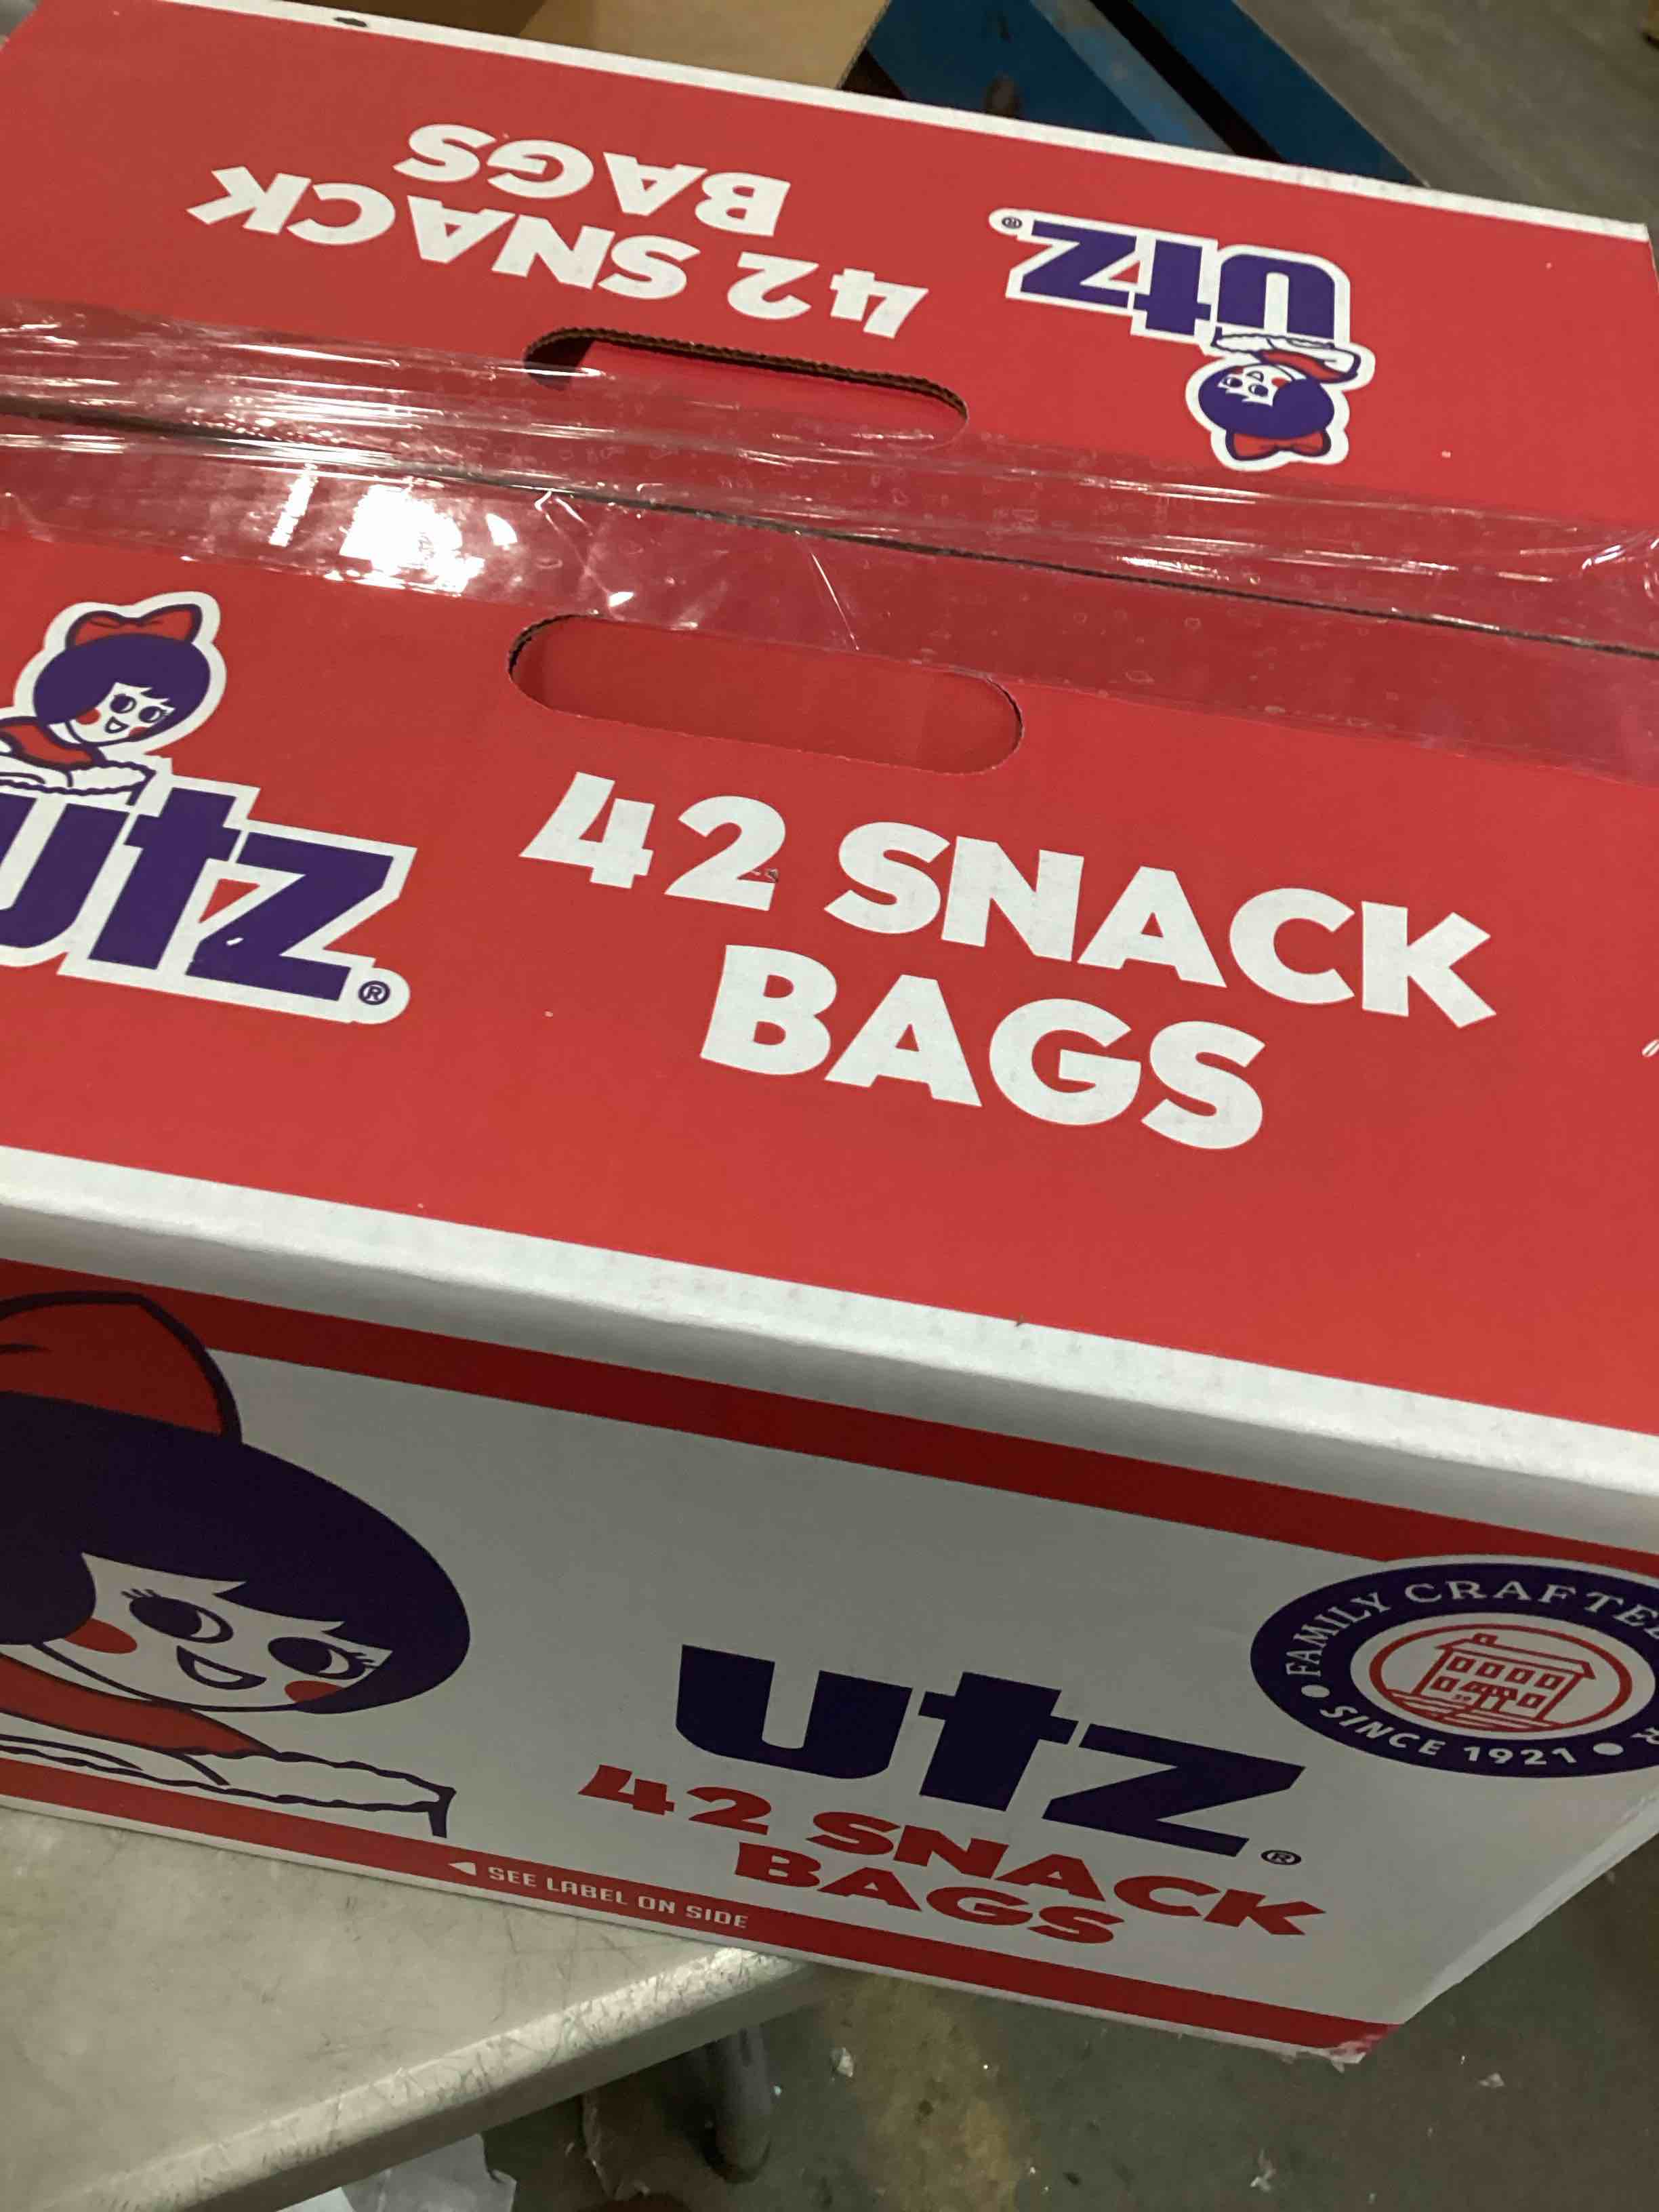 42 SNACK
BAGS
utz®
utz®
42 SNACK
BAGS
utz®
42 SNACK
BAGS
SEE LABEL ON SIDE
• FAMILY CRAFTED
• SINCE 1921 •